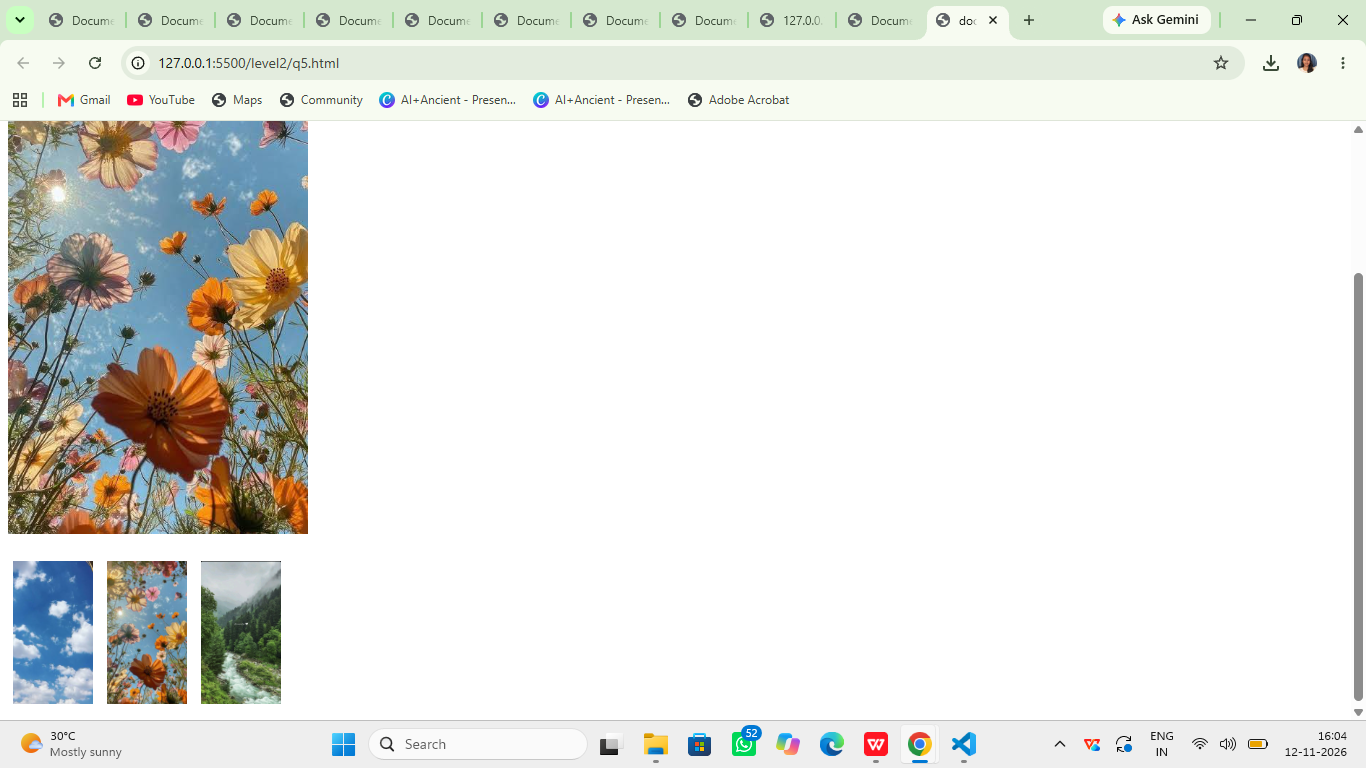 Docume Docume Docume Docume Docume Docume Docume Docume 127.0.0. Docume doc Ask Gemini
127.0.0.1:5500/level2/q5.html
Gmail YouTube Maps Community AI+Ancient - Presen... AI+Ancient - Presen... Adobe Acrobat
30°C
Mostly sunny
Search
52
ENG
IN
16:04
12-11-2026